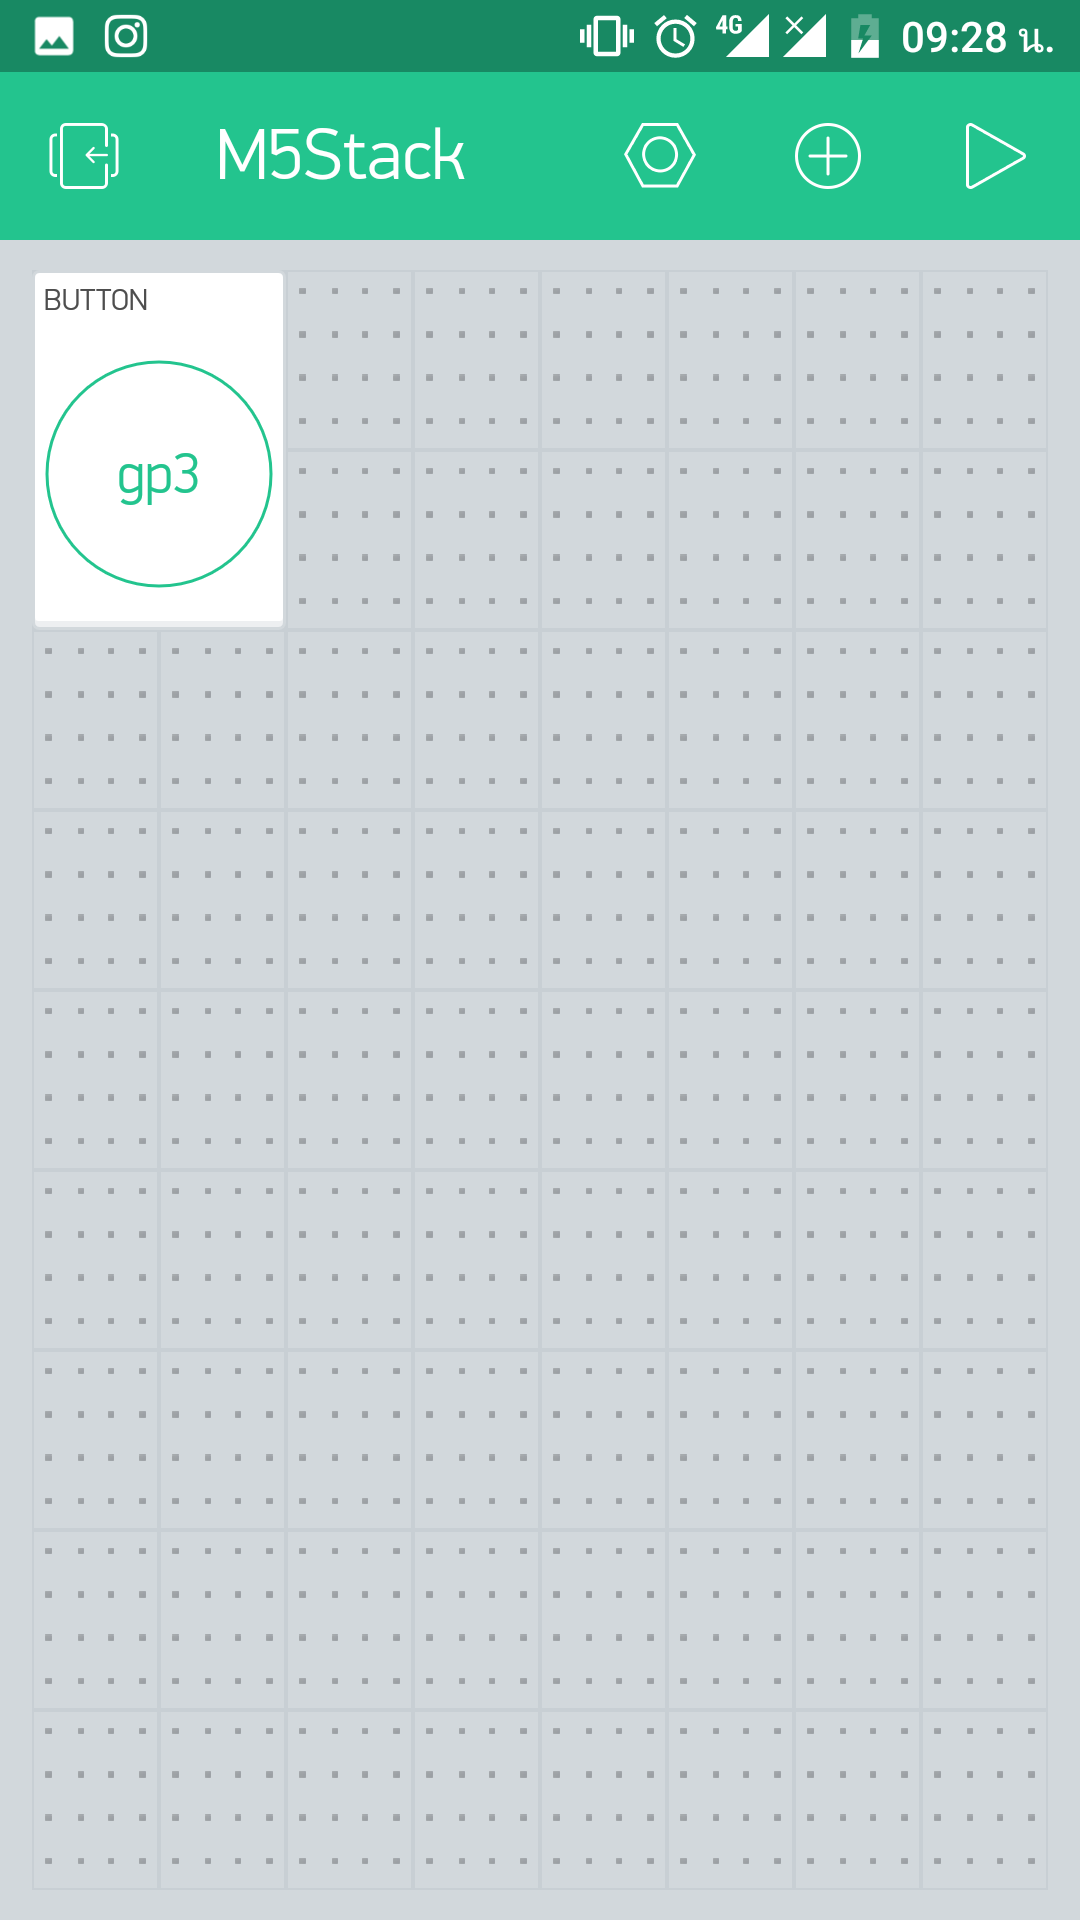 4G 09:28 น.
M5Stack
BUTTON
gp3